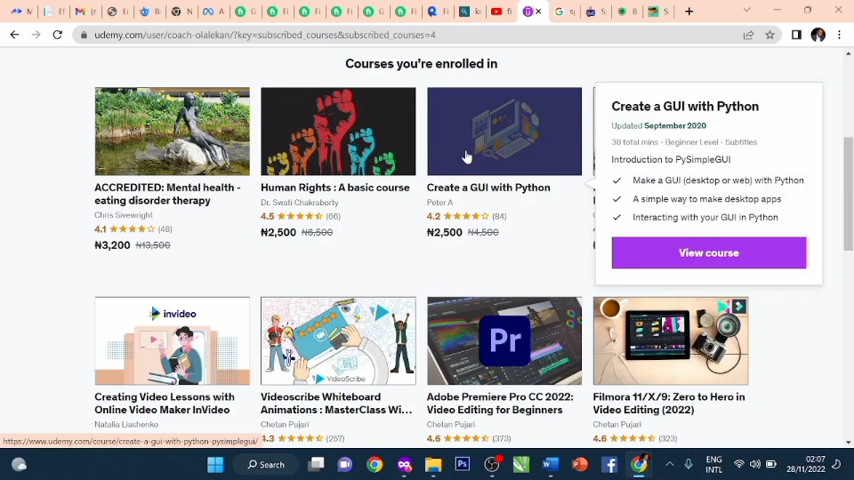 udemy.com/user/coach-olalekan/?key=subscribed_courses&subscribed_courses=4
Courses you're enrolled in
ACCREDITED: Mental health -
eating disorder therapy
Chris Sivewright
4.1 (48)
₦3,200 ₦13,500
Human Rights : A basic course
Dr. Swati Chakraborty
4.5 (66)
₦2,500 ₦6,500
Create a GUI with Python
Peter A
4.2 (84)
₦2,500 ₦4,500
Create a GUI with Python
Updated September 2020
38 total mins · Beginner Level · Subtitles
Introduction to PySimpleGUI
Make a GUI (desktop or web) with Python
A simple way to make desktop apps
Interacting with your GUI in Python
View course
invideo
VideoScribe
Pr
Creating Video Lessons with
Online Video Maker InVideo
Natalia Liashenko
Videoscribe Whiteboard
Animations : MasterClass Wi...
Chetan Pujari
4.3 (257)
Adobe Premiere Pro CC 2022:
Video Editing for Beginners
Chetan Pujari
4.6 (373)
Filmora 11/X/9: Zero to Hero in
Video Editing (2022)
Chetan Pujari
4.6 (323)
https://www.udemy.com/course/create-a-gui-with-python-pysimplegui/
Search
Ps
ENG
INTL
02:07
28/11/2022